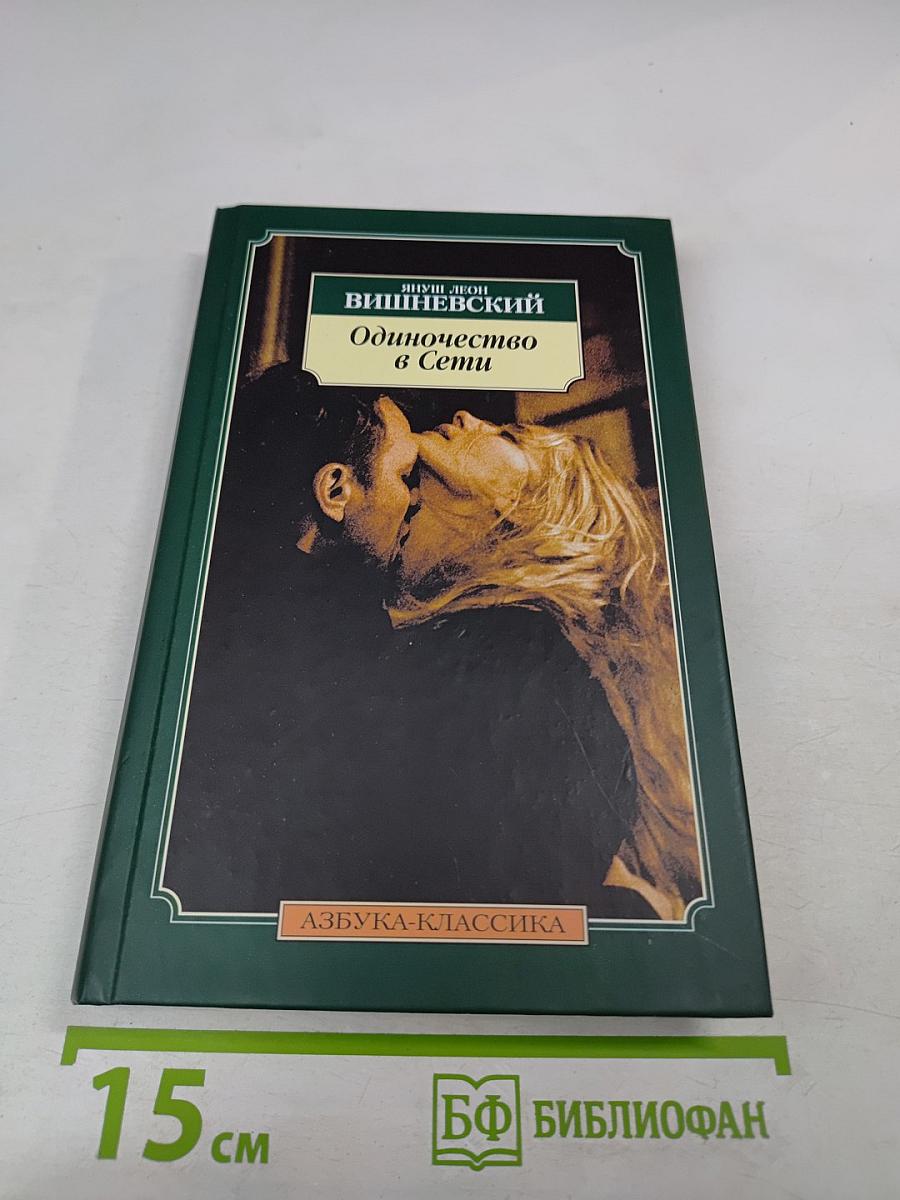 ЯНУШ ЛЕОН
ВИШНЕВСКИЙ
Одиночество
в Сети
АЗБУКА-КЛАССИКА
15 см
БФ БИБЛИОФАН